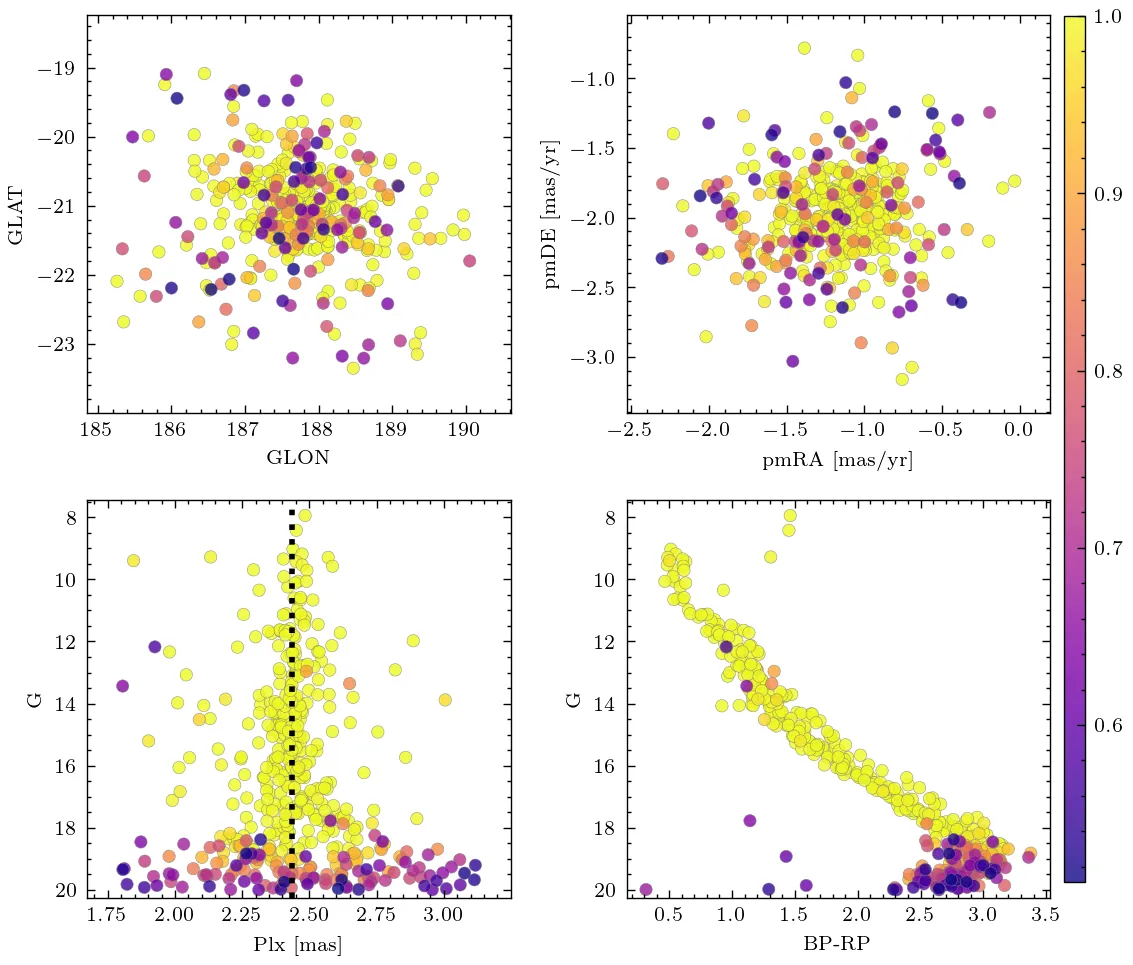 −19
−20
−21
−22
−23
GLAT
185 186 187 188 189 190
GLON
−1.0
−1.5
−2.0
−2.5
−3.0
pmDE [mas/yr]
−2.5 −2.0 −1.5 −1.0 −0.5 0.0
pmRA [mas/yr]
1.0
0.9
0.8
0.7
0.6
8
10
12
14
16
18
20
G
1.75 2.00 2.25 2.50 2.75 3.00
Plx [mas]
8
10
12
14
16
18
20
G
0.5 1.0 1.5 2.0 2.5 3.0 3.5
BP-RP